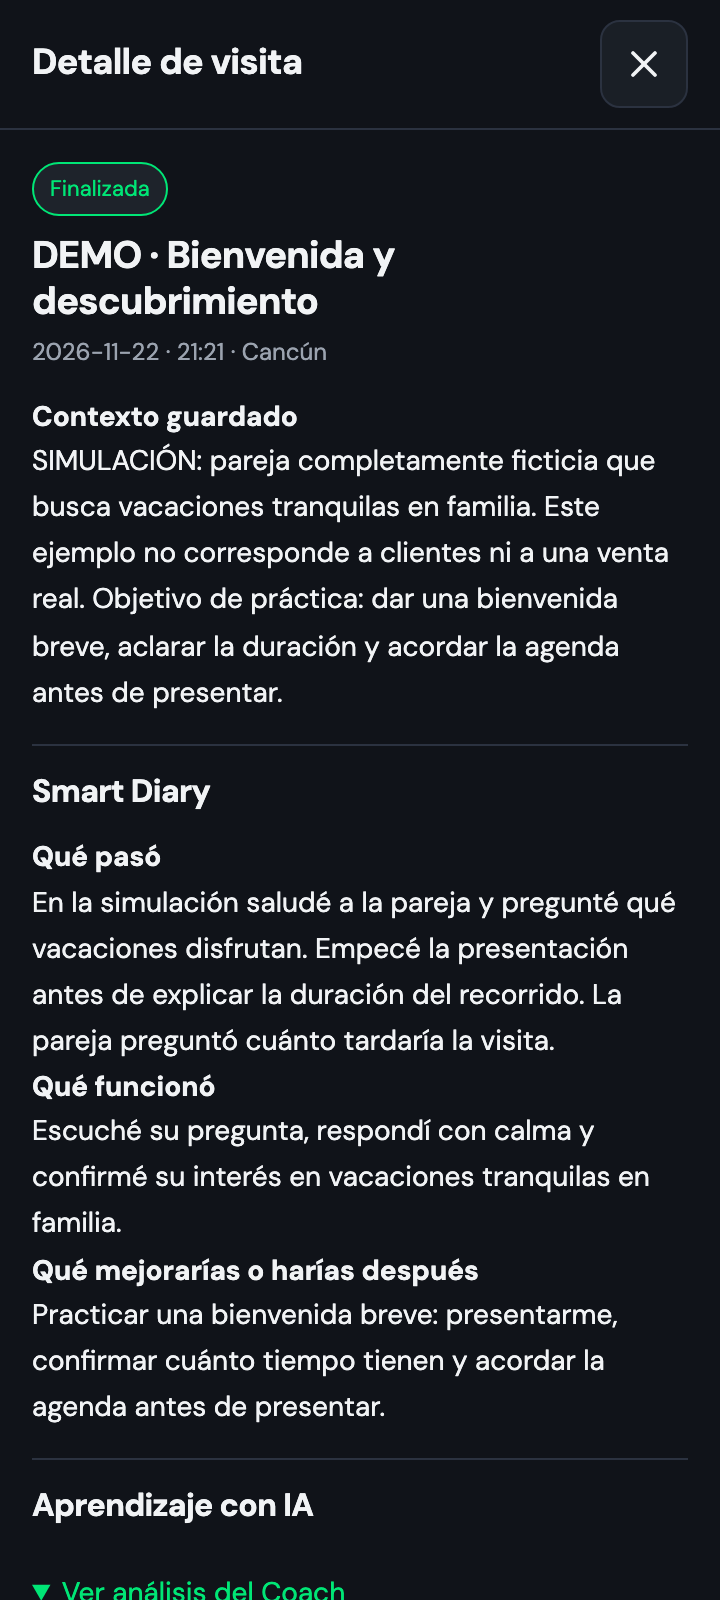 Detalle de visita
Finalizada
DEMO · Bienvenida y
descubrimiento
2026-11-22 · 21:21 · Cancún
Contexto guardado
SIMULACIÓN: pareja completamente ficticia que
busca vacaciones tranquilas en familia. Este
ejemplo no corresponde a clientes ni a una venta
real. Objetivo de práctica: dar una bienvenida
breve, aclarar la duración y acordar la agenda
antes de presentar.
Smart Diary
Qué pasó
En la simulación saludé a la pareja y pregunté qué
vacaciones disfrutan. Empecé la presentación
antes de explicar la duración del recorrido. La
pareja preguntó cuánto tardaría la visita.
Qué funcionó
Escuché su pregunta, respondí con calma y
confirmé su interés en vacaciones tranquilas en
familia.
Qué mejorarías o harías después
Practicar una bienvenida breve: presentarme,
confirmar cuánto tiempo tienen y acordar la
agenda antes de presentar.
Aprendizaje con IA
Ver análisis del Coach